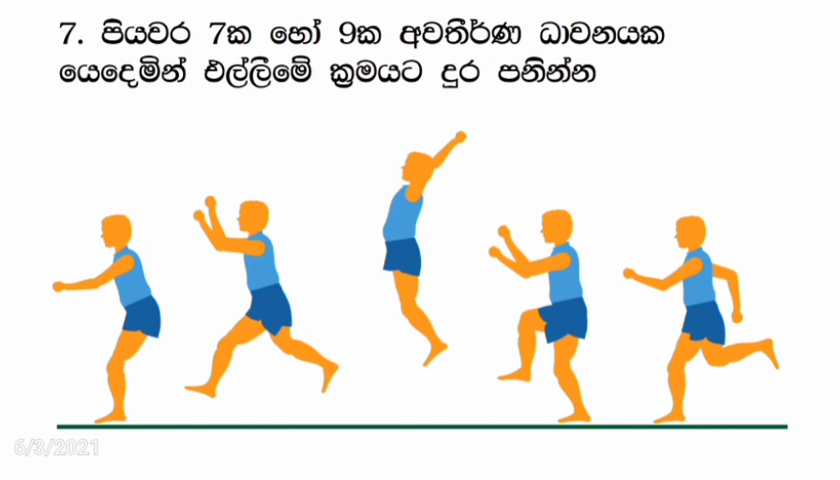 7. පියවර 7ක හෝ 9ක අවතීර්ණ ධාවනයක
යෙදෙමින් එල්ලීමේ ක්‍රමයට දුර පනින්න
6/3/2021